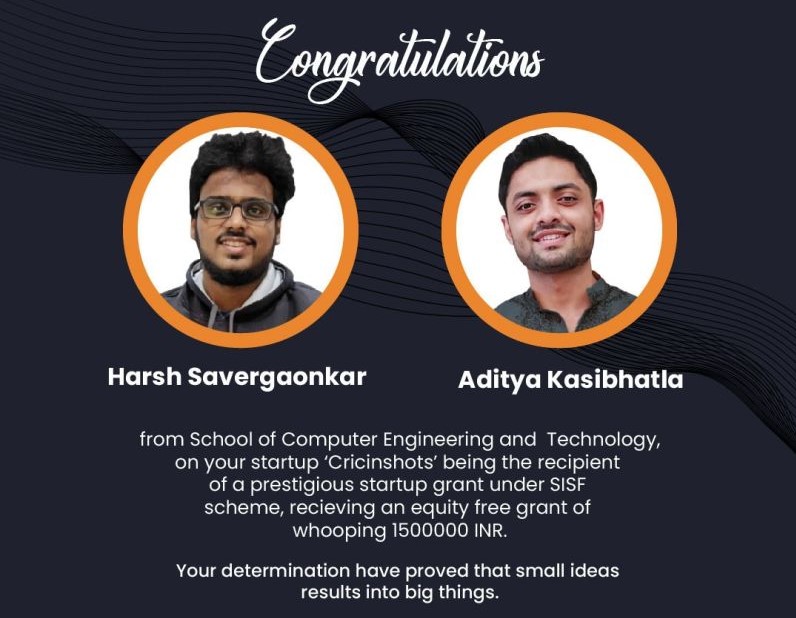 Congratulations
Harsh Savergaonkar
Aditya Kasibhatla
from School of Computer Engineering and Technology,
on your startup ‘Cricinshots’ being the recipient
of a prestigious startup grant under SISF
scheme, recieving an equity free grant of
whooping 1500000 INR.
Your determination have proved that small ideas
results into big things.